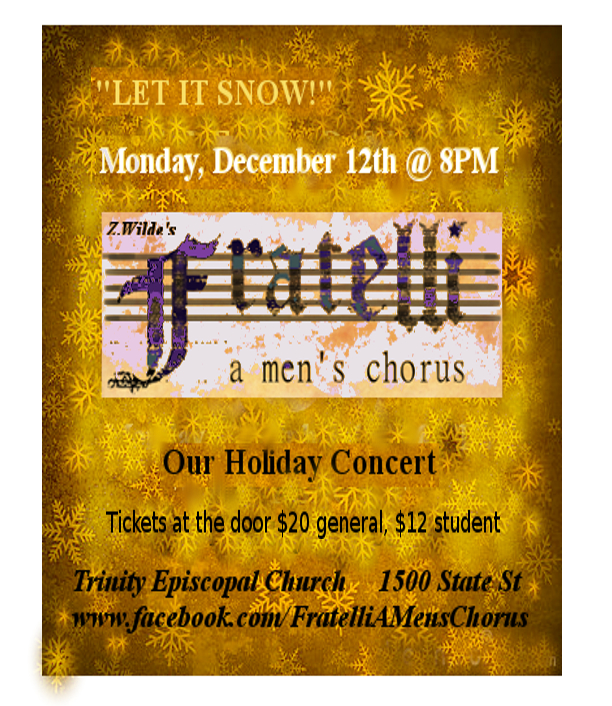 "LET IT SNOW!"
Monday, December 12th @ 8PM
Z.Wilde's
Fratelli
a men's chorus
Our Holiday Concert
Tickets at the door $20 general, $12 student
Trinity Episcopal Church 1500 State St
www.facebook.com/FratelliAMensChorus